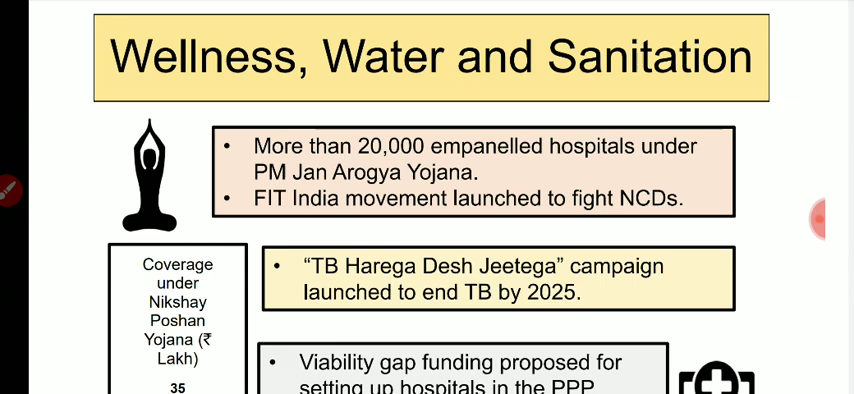 Wellness, Water and Sanitation
• More than 20,000 empanelled hospitals under
PM Jan Arogya Yojana.
• FIT India movement launched to fight NCDs.
Coverage
under
Nikshay
Poshan
Yojana (₹
Lakh)
35
• “TB Harega Desh Jeetega” campaign
launched to end TB by 2025.
• Viability gap funding proposed for
setting up hospitals in the PPP